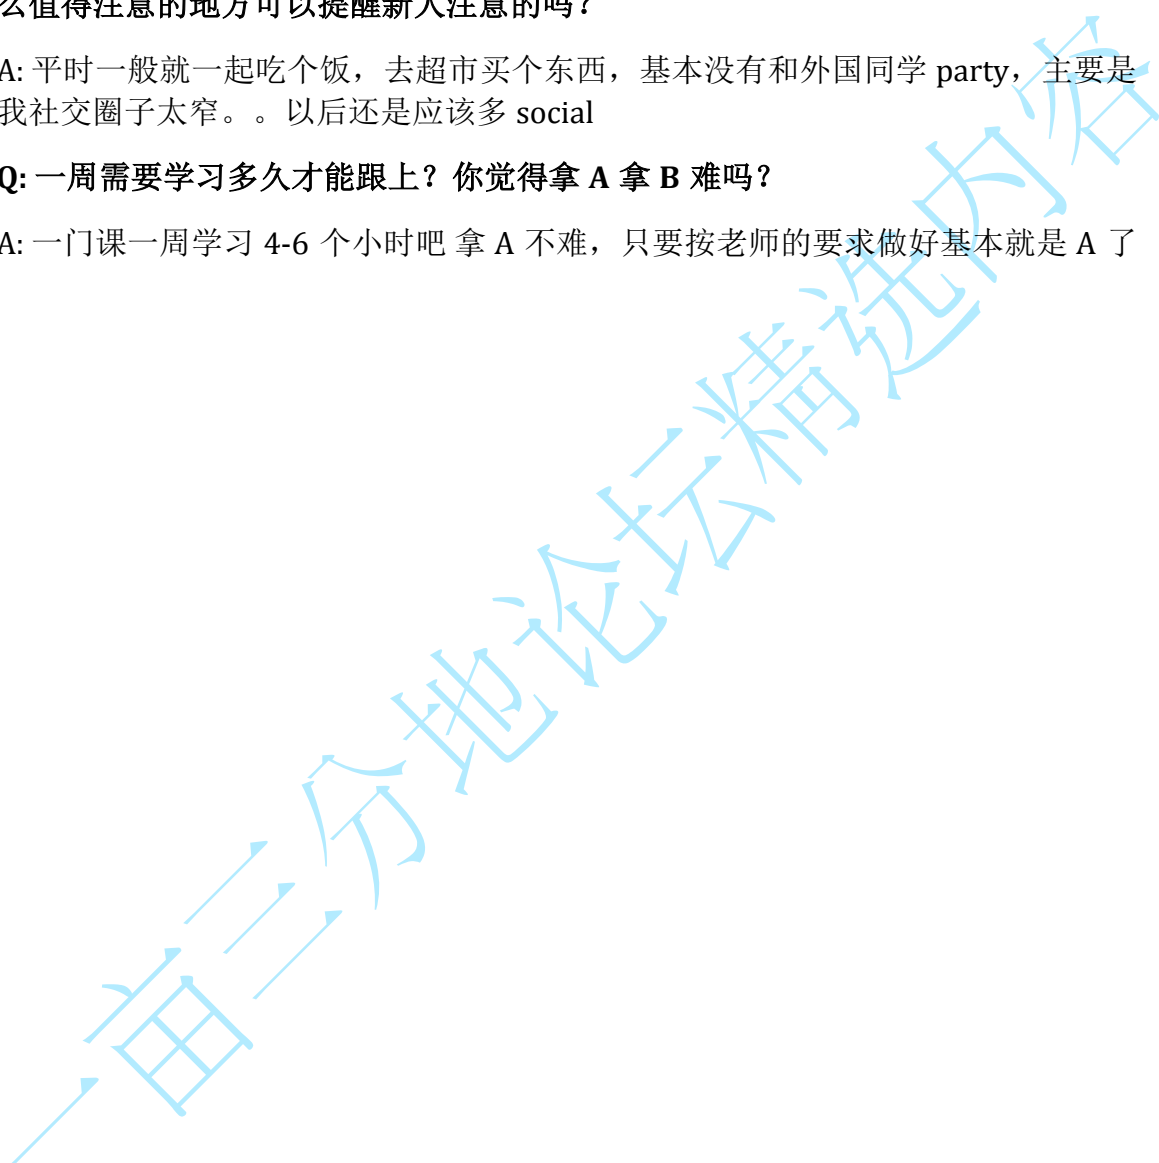 么值得注意的地方可以提醒新人注意的吗？
A: 平时一般就一起吃个饭，去超市买个东西，基本没有和外国同学 party，主要是
我社交圈子太窄。。以后还是应该多 social
Q: 一周需要学习多久才能跟上？你觉得拿 A 拿 B 难吗？
A: 一门课一周学习 4-6 个小时吧 拿 A 不难，只要按老师的要求做好基本就是 A 了
一亩三分地论坛精选内容